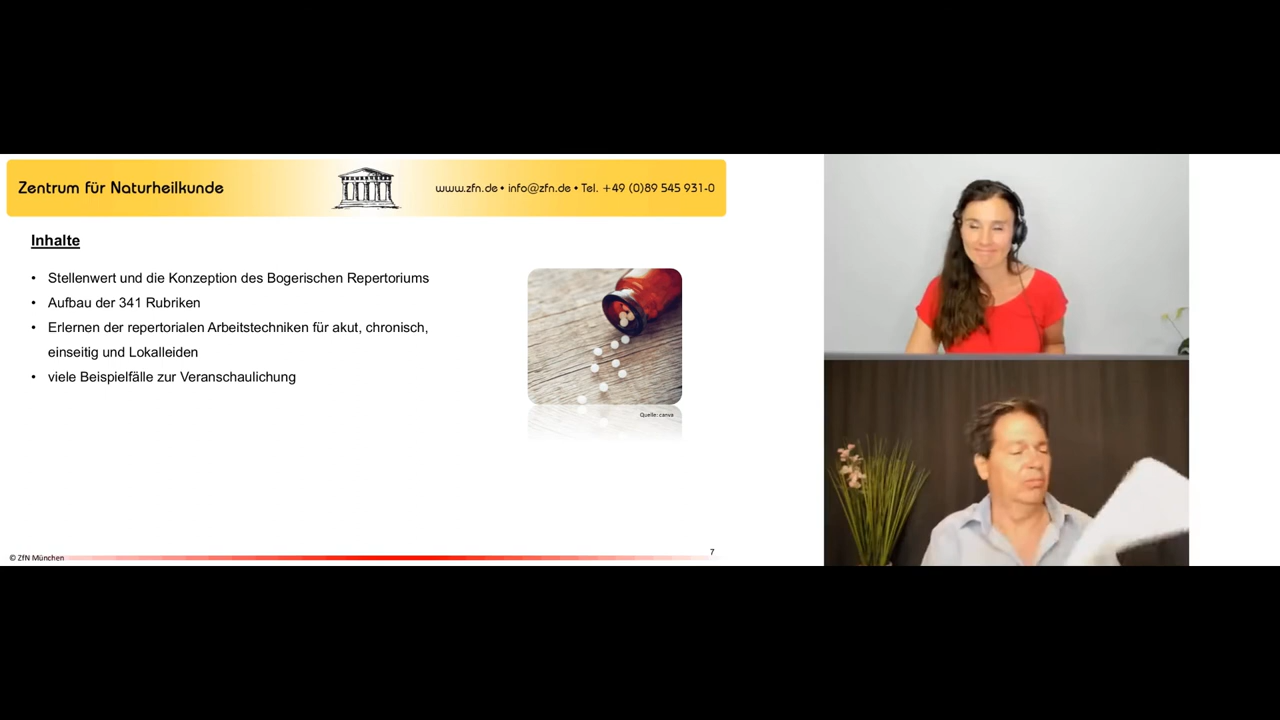 Zentrum für Naturheilkunde
www.zfn.de • info@zfn.de • Tel. +49 (0)89 545 931-0
Inhalte
• Stellenwert und die Konzeption des Bogerischen Repertoriums
• Aufbau der 341 Rubriken
• Erlernen der repertorialen Arbeitstechniken für akut, chronisch,
einseitig und Lokalleiden
• viele Beispielfälle zur Veranschaulichung
Quelle: canva
© ZfN München
7